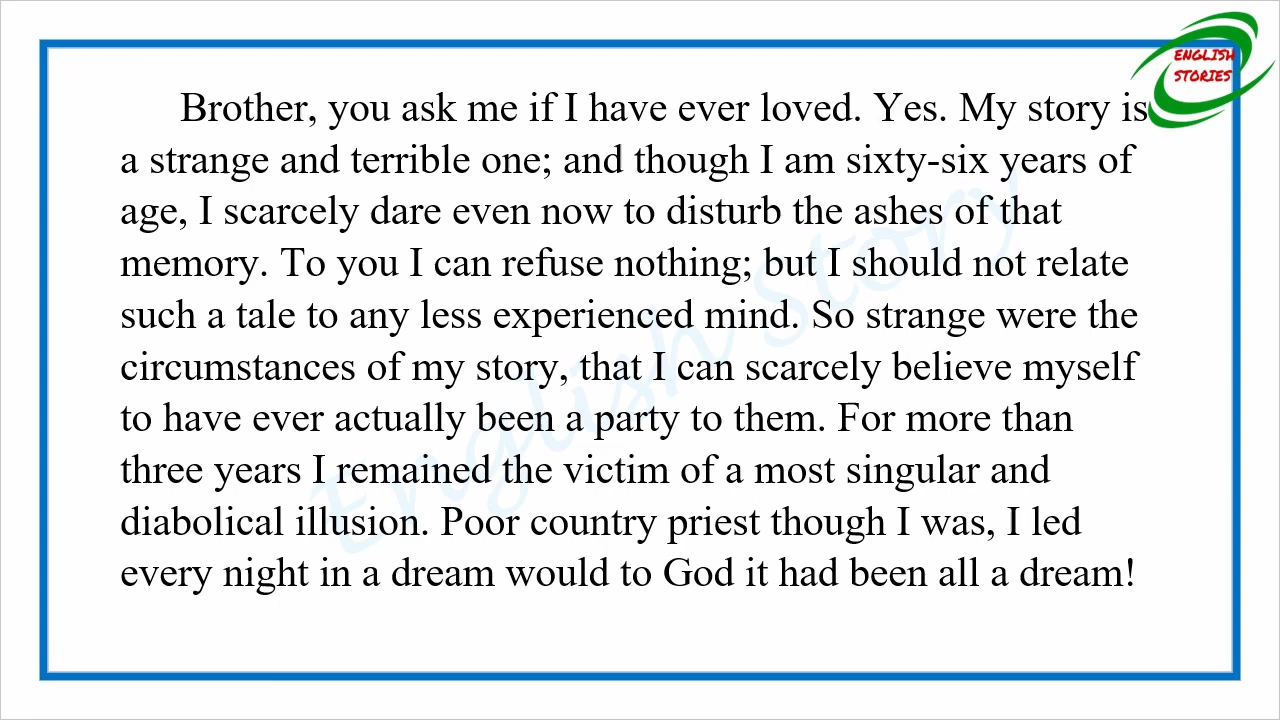 ENGLISH
STORIES
Brother, you ask me if I have ever loved. Yes. My story is
a strange and terrible one; and though I am sixty-six years of
age, I scarcely dare even now to disturb the ashes of that
memory. To you I can refuse nothing; but I should not relate
such a tale to any less experienced mind. So strange were the
circumstances of my story, that I can scarcely believe myself
to have ever actually been a party to them. For more than
three years I remained the victim of a most singular and
diabolical illusion. Poor country priest though I was, I led
every night in a dream would to God it had been all a dream!
English Story